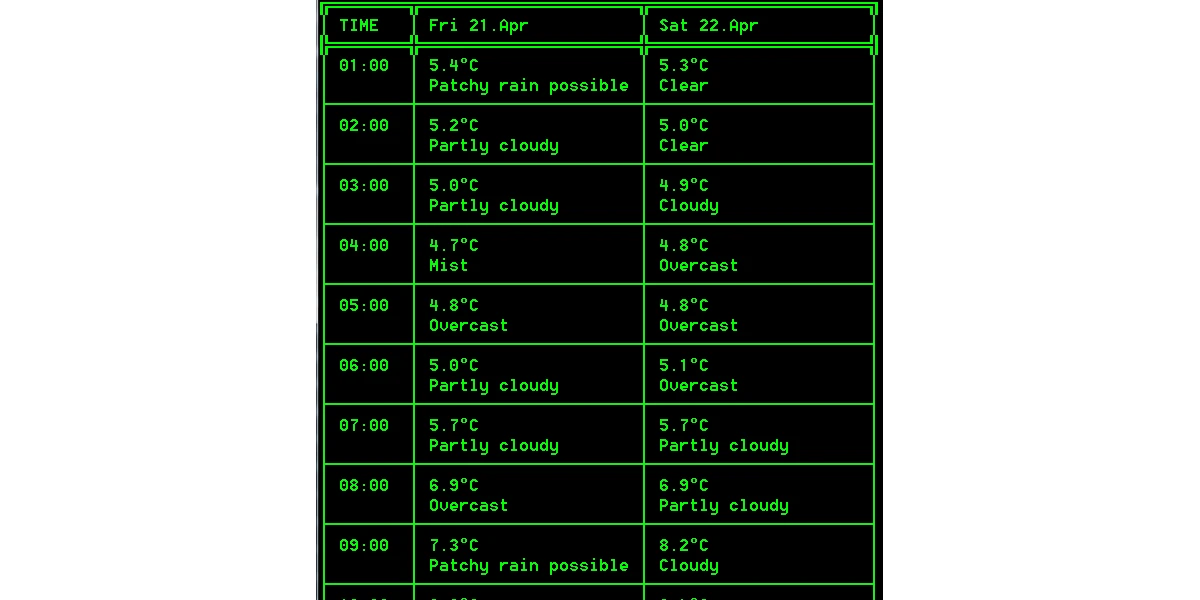 TIME Fri 21.Apr Sat 22.Apr
01:00 5.4°C 5.3°C
Patchy rain possible Clear
02:00 5.2°C 5.0°C
Partly cloudy Clear
03:00 5.0°C 4.9°C
Partly cloudy Cloudy
04:00 4.7°C 4.8°C
Mist Overcast
05:00 4.8°C 4.8°C
Overcast Overcast
06:00 5.0°C 5.1°C
Partly cloudy Overcast
07:00 5.7°C 5.7°C
Partly cloudy Partly cloudy
08:00 6.9°C 6.9°C
Overcast Partly cloudy
09:00 7.3°C 8.2°C
Patchy rain possible Cloudy